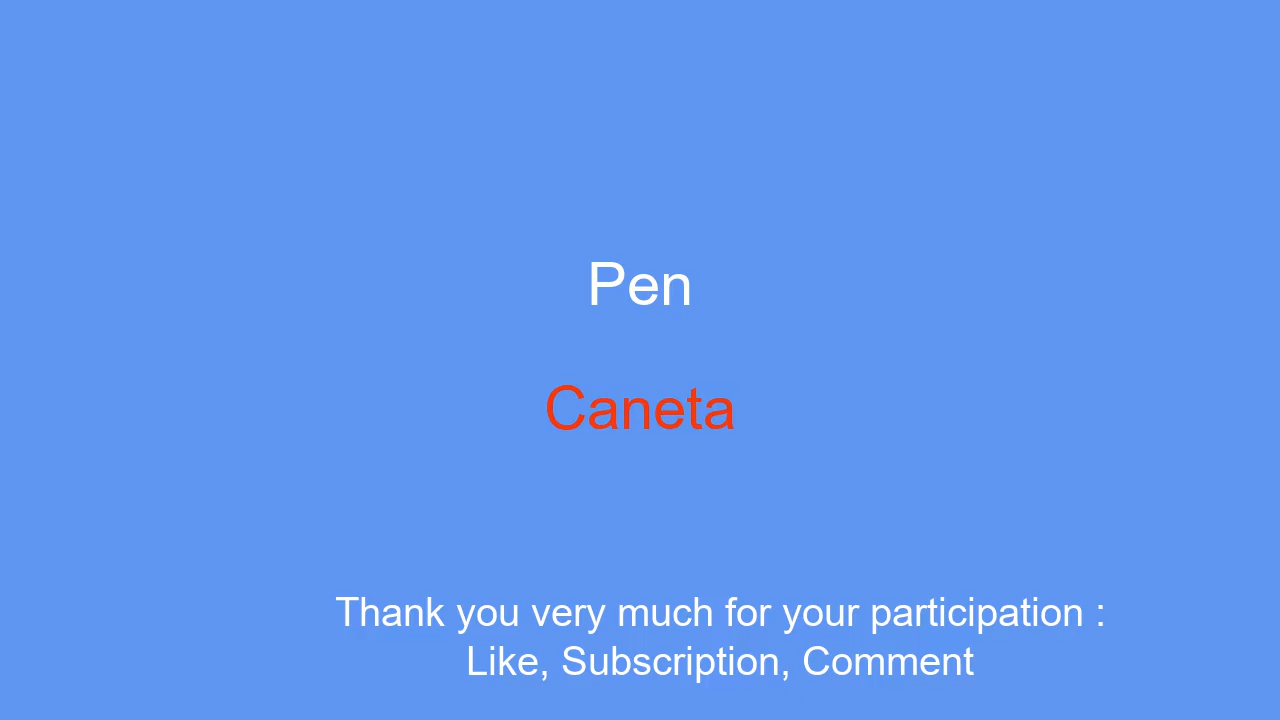 Pen
Caneta
Thank you very much for your participation :
Like, Subscription, Comment